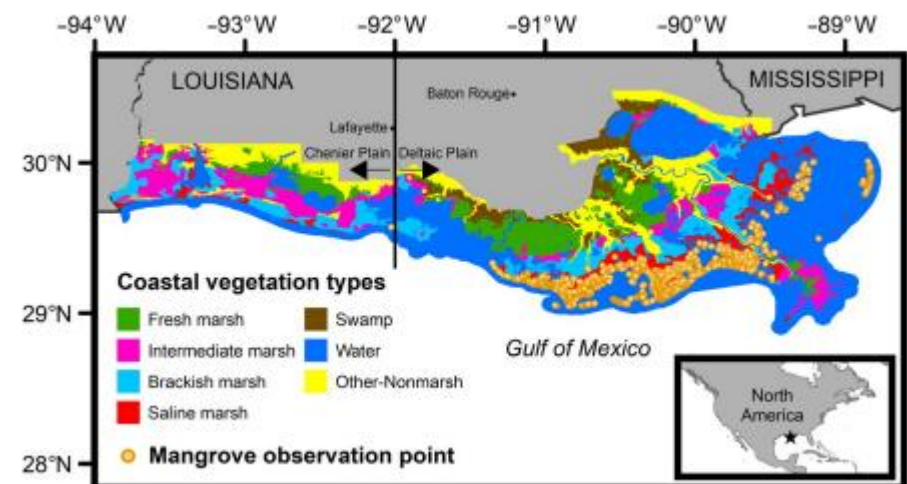 −94°W −93°W −92°W −91°W −90°W −89°W
LOUISIANA
MISSISSIPPI
Baton Rouge
Lafayette
30°N
Chenier Plain Deltaic Plain
Coastal vegetation types
Fresh marsh
Swamp
29°N
Intermediate marsh
Water
Gulf of Mexico
Brackish marsh
Other-Nonmarsh
Saline marsh
North
America
Mangrove observation point
28°N